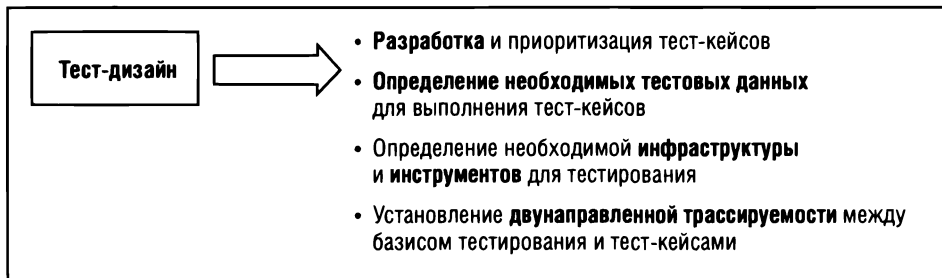 Тест-дизайн
• Разработка и приоритизация тест-кейсов
• Определение необходимых тестовых данных
для выполнения тест-кейсов
• Определение необходимой инфраструктуры
и инструментов для тестирования
• Установление двунаправленной трассируемости между
базисом тестирования и тест-кейсами